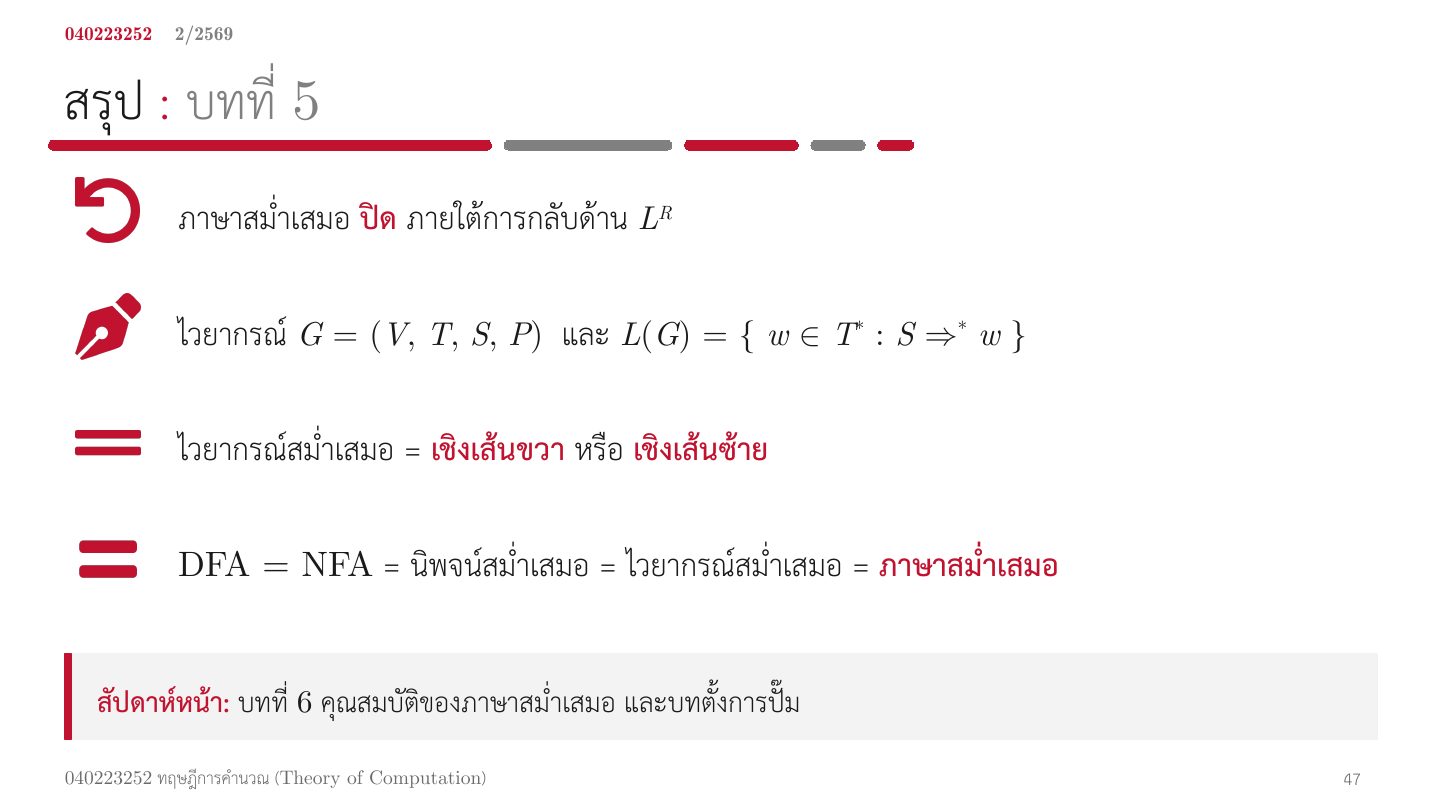 040223252 2/2569
สรุป : บทที่ 5
ภาษาสม่ำเสมอ ปิด ภายใต้การกลับด้าน Lᴿ
ไวยากรณ์ G = (V, T, S, P) และ L(G) = { w ∈ T* : S ⇒* w }
ไวยากรณ์สม่ำเสมอ = เชิงเส้นขวา หรือ เชิงเส้นซ้าย
DFA = NFA = นิพจน์สม่ำเสมอ = ไวยากรณ์สม่ำเสมอ = ภาษาสม่ำเสมอ
สัปดาห์หน้า: บทที่ 6 คุณสมบัติของภาษาสม่ำเสมอ และบทตั้งการปั๊ม
040223252 ทฤษฎีการคำนวณ (Theory of Computation)
47